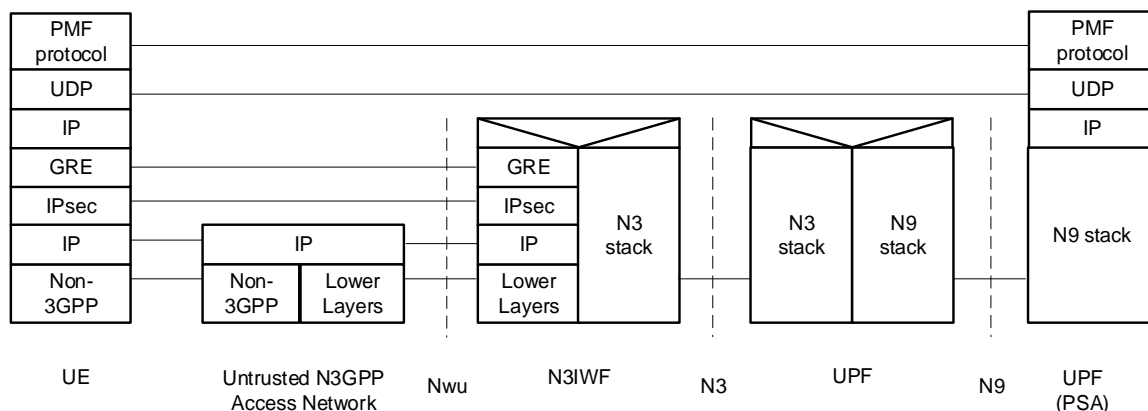 PMF
protocol
UDP
IP
GRE
IPsec
IP
Non-
3GPP
UE
IP
Non-
3GPP
Lower
Layers
Untrusted N3GPP
Access Network
Nwu
GRE
IPsec
IP
Lower
Layers
N3
stack
N3IWF
N3
N3
stack
N9
stack
UPF
N9
PMF
protocol
UDP
IP
N9 stack
UPF
(PSA)